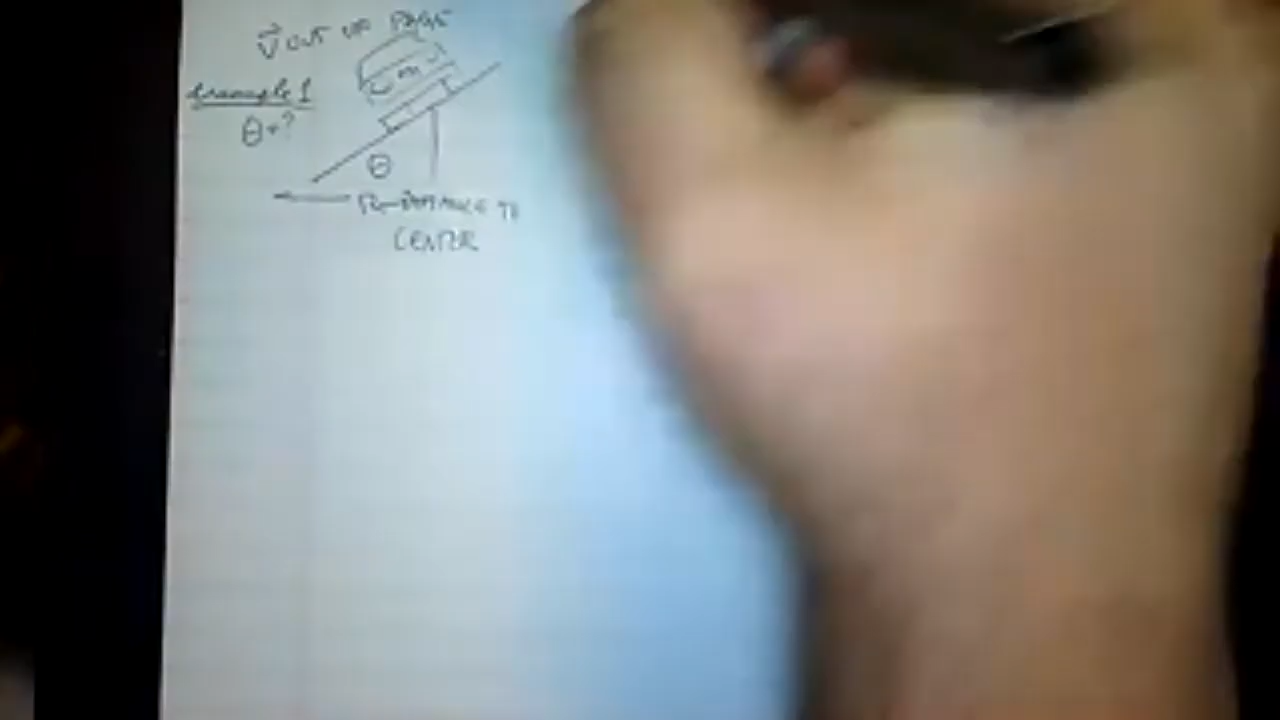 V OUT OF PAGE
Example 1
m
θ=?
θ
R-DISTANCE TO
CENTER